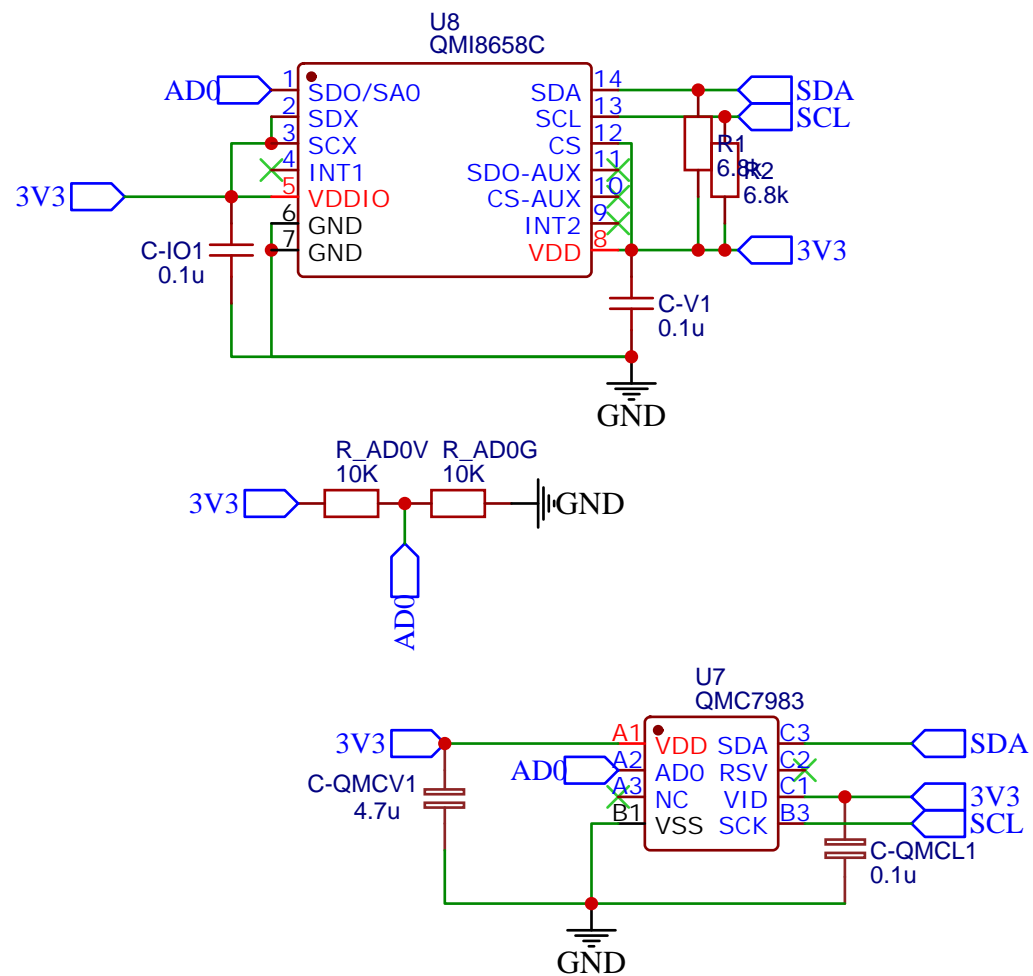 U8
QMI8658C
AD0
1
SDO/SA0
2
SDX
3
SCX
4
INT1
5
VDDIO
6
GND
7
GND
14
SDA
13
SCL
12
CS
11
SDO-AUX
10
CS-AUX
9
INT2
8
VDD
SDA
SCL
R1
6.8k
R2
6.8k
3V3
3V3
C-IO1
0.1u
C-V1
0.1u
GND
R_AD0V
10K
R_AD0G
10K
3V3
GND
AD0
U7
QMC7983
3V3
A1
VDD
AD0
A2
AD0
A3
NC
B1
VSS
C3
SDA
C2
RSV
C1
VID
B3
SCK
SDA
3V3
SCL
C-QMCV1
4.7u
C-QMCL1
0.1u
GND